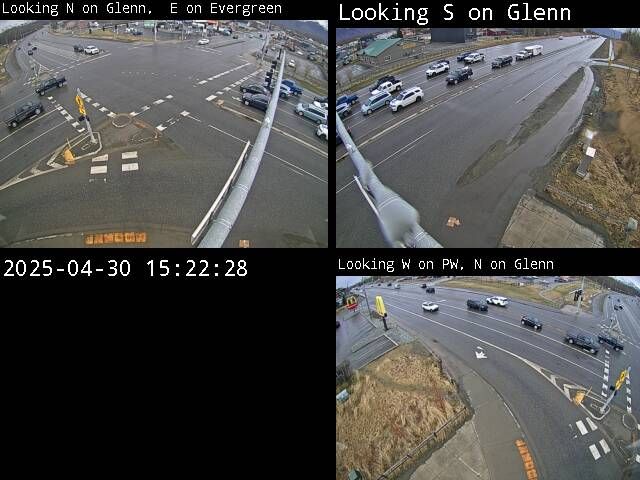 Looking N on Glenn,  E on Evergreen
Looking S on Glenn
2025-04-30 15:22:28
Looking W on PW, N on Glenn